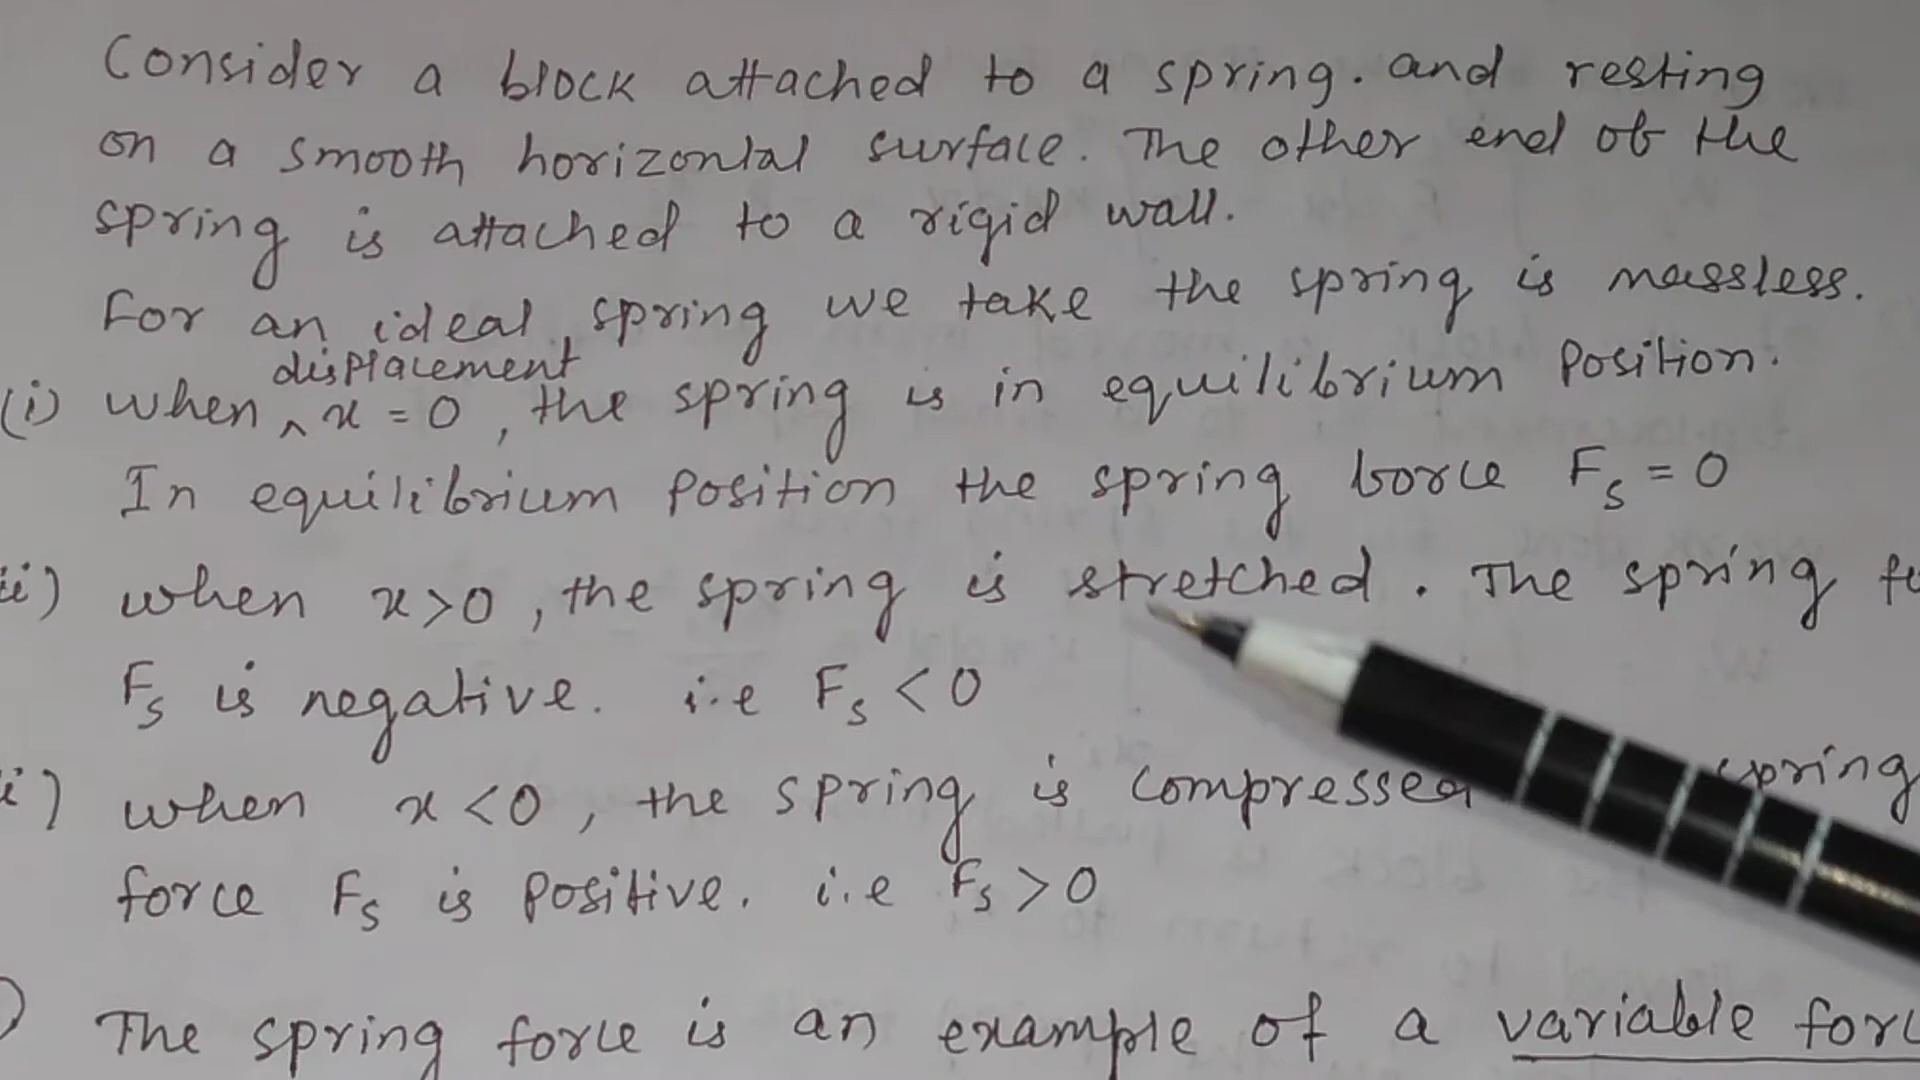 Consider a block attached to a spring. and resting
on a smooth horizontal surface. The other end of the
spring is attached to a rigid wall.
For an ideal spring we take the spring is massless.
displacement
(i) when ^ x = 0, the spring is in equilibrium position.
In equilibrium position the spring force Fs = 0
ii) when x>0, the spring is stretched. The spring fo
Fs is negative. i.e Fs < 0
i) when x < 0, the spring is compressed spring
force Fs is positive. i.e Fs > 0
) The spring force is an example of a variable forc